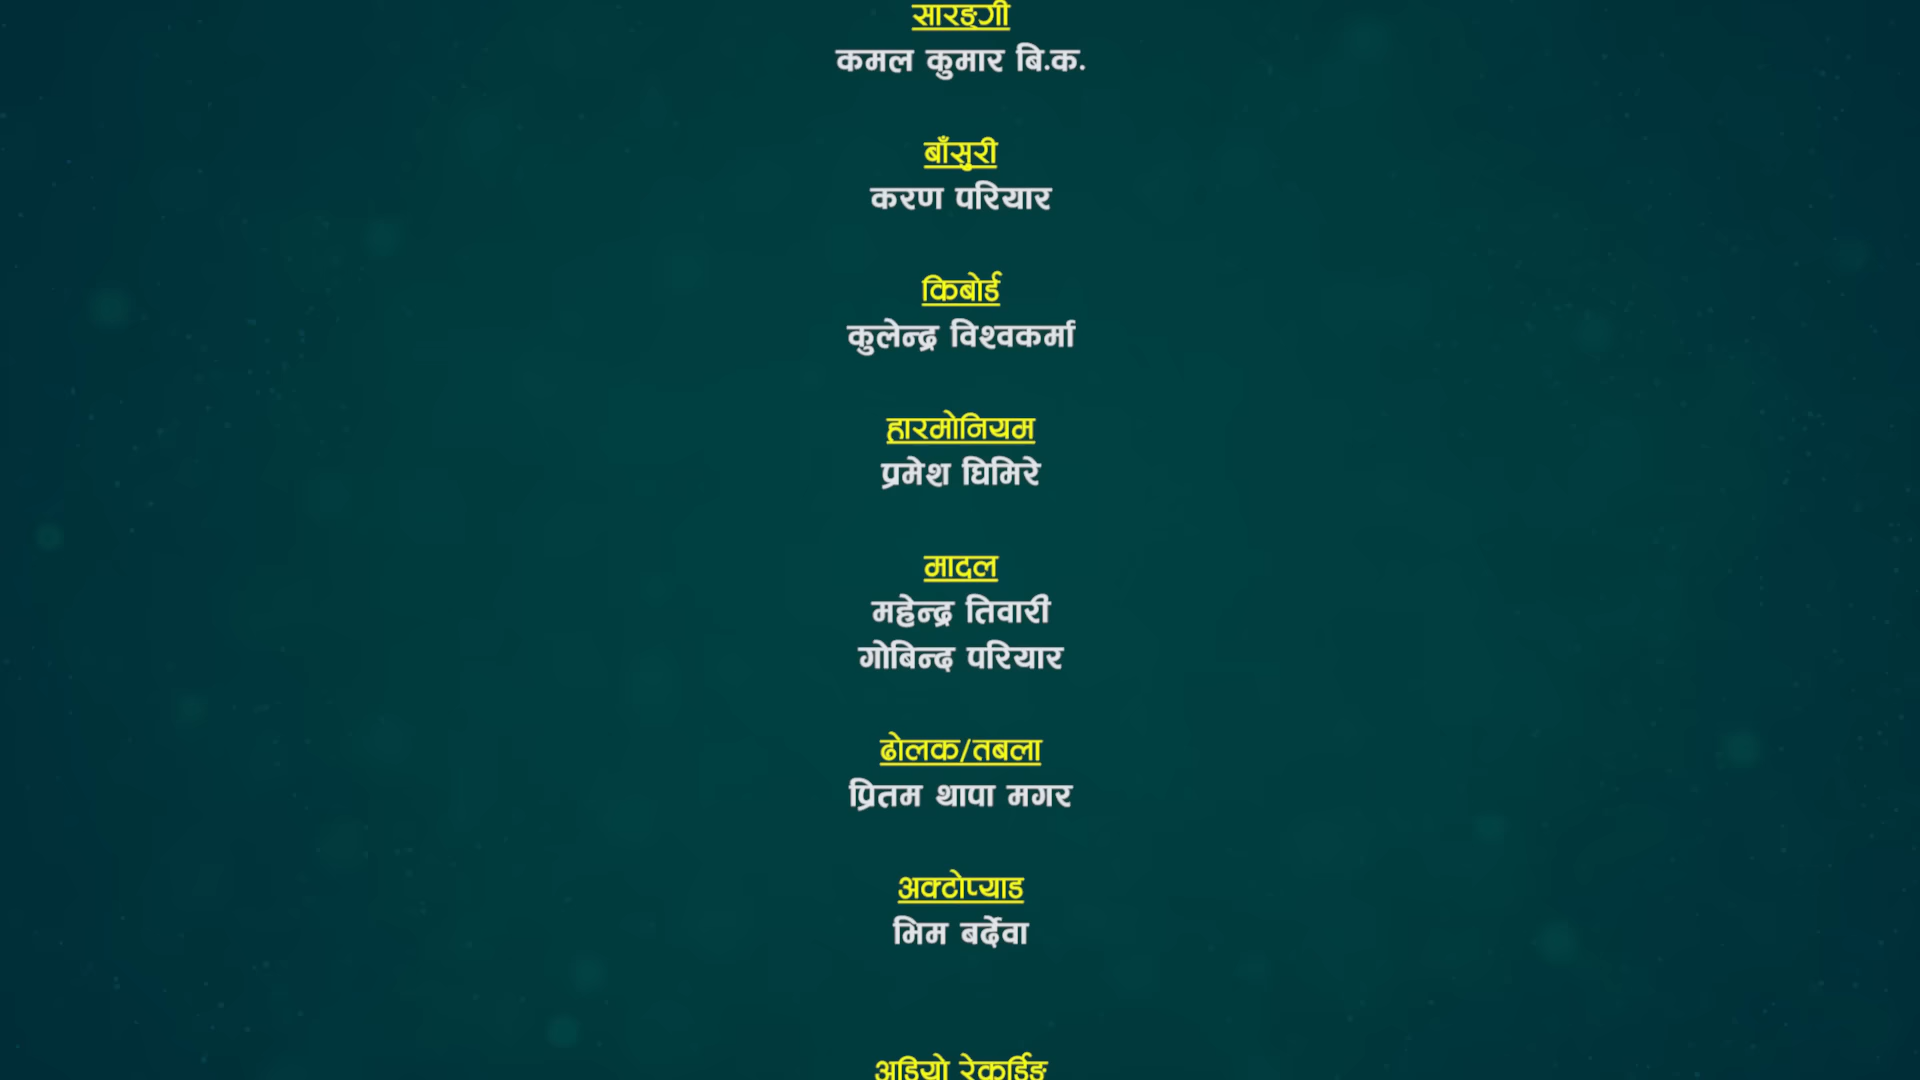 सारङ्गी
कमल कुमार बि.क.
बाँसुरी
करण परियार
किबोर्ड
कुलेन्द्र विश्वकर्मा
हारमोनियम
प्रमेश घिमिरे
मादल
महेन्द्र तिवारी
गोबिन्द परियार
ढोलक/तबला
प्रितम थापा मगर
अक्टोप्याड
भिम बर्देवा
अडियो रेकर्डिङ